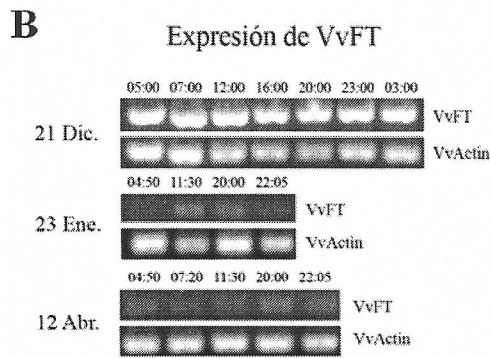 B
Expresión de VvFT
05:00 07:00 12:00 16:00 20:00 23:00 03:00
VvFT
21 Dic.
VvActin
04:50 11:30 20:00 22:05
VvFT
23 Ene.
VvActin
04:50 07:20 11:30 20:00 22:05
VvFT
12 Abr.
VvActin